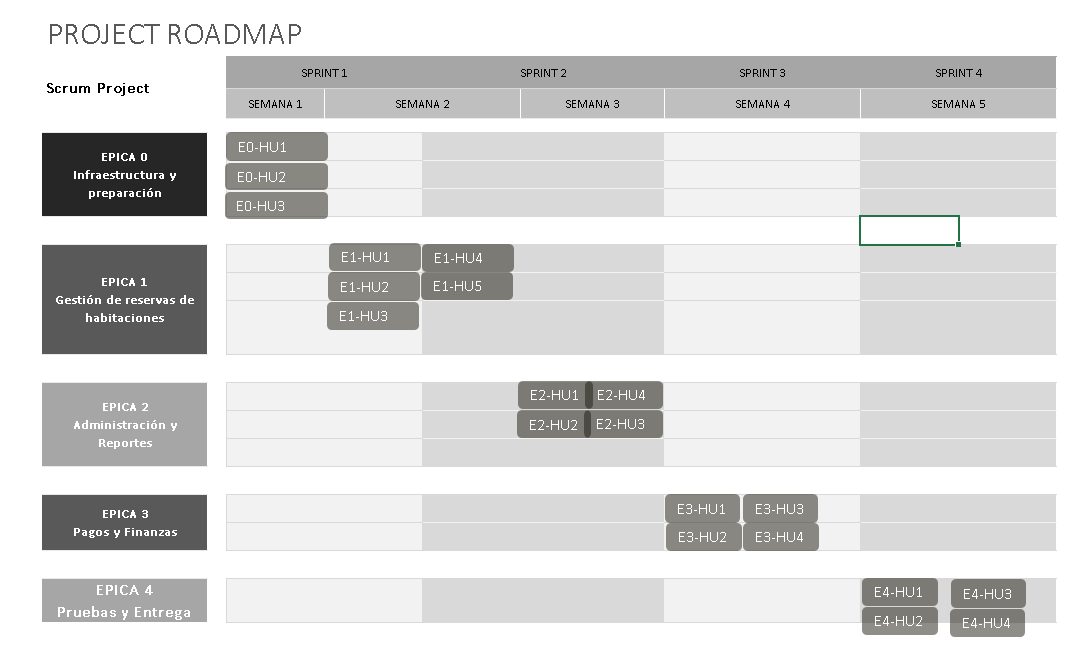 PROJECT ROADMAP
Scrum Project
SPRINT 1 SPRINT 2 SPRINT 3 SPRINT 4
SEMANA 1 SEMANA 2 SEMANA 3 SEMANA 4 SEMANA 5
EPICA 0
Infraestructura y
preparación
E0-HU1
E0-HU2
E0-HU3
EPICA 1
Gestión de reservas de
habitaciones
E1-HU1 E1-HU4
E1-HU2 E1-HU5
E1-HU3
EPICA 2
Administración y
Reportes
E2-HU1 E2-HU4
E2-HU2 E2-HU3
EPICA 3
Pagos y Finanzas
E3-HU1 E3-HU3
E3-HU2 E3-HU4
EPICA 4
Pruebas y Entrega
E4-HU1 E4-HU3
E4-HU2 E4-HU4